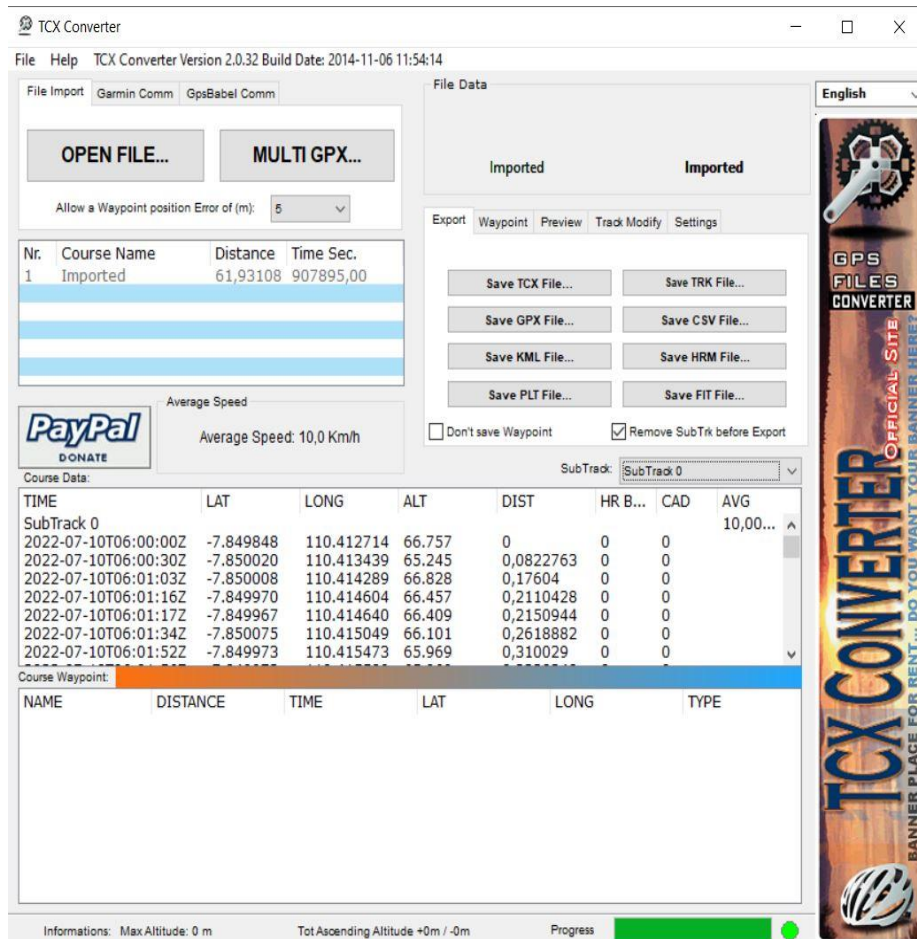 TCX Converter
File Help TCX Converter Version 2.0.32 Build Date: 2014-11-06 11:54:14
File Import Garmin Comm GpsBabel Comm
OPEN FILE... MULTI GPX...
Allow a Waypoint position Error of (m): 5
File Data
Imported Imported
English
Nr. Course Name Distance Time Sec.
1 Imported 61,93108 907895,00
Export Waypoint Preview Track Modify Settings
Save TCX File... Save TRK File...
Save GPX File... Save CSV File...
Save KML File... Save HRM File...
Save PLT File... Save FIT File...
Don't save Waypoint Remove SubTrk before Export
PayPal
DONATE
Average Speed
Average Speed: 10,0 Km/h
SubTrack: SubTrack 0
Course Data:
TIME LAT LONG ALT DIST HR B... CAD AVG
SubTrack 0 10,00...
2022-07-10T06:00:00Z -7.849848 110.412714 66.757 0 0 0
2022-07-10T06:00:30Z -7.850020 110.413439 65.245 0,0822763 0 0
2022-07-10T06:01:03Z -7.850008 110.414289 66.828 0,17604 0 0
2022-07-10T06:01:16Z -7.849970 110.414604 66.457 0,2110428 0 0
2022-07-10T06:01:17Z -7.849967 110.414640 66.409 0,2150944 0 0
2022-07-10T06:01:34Z -7.850075 110.415049 66.101 0,2618882 0 0
2022-07-10T06:01:52Z -7.849973 110.415473 65.969 0,310029 0 0
Course Waypoint:
NAME DISTANCE TIME LAT LONG TYPE
Informations: Max Altitude: 0 m Tot Ascending Altitude +0m / -0m Progress
GPS
FILES
CONVERTER
TCX CONVERTER
OFFICIAL SITE
BANNER PLACE FOR RENT... DO YOU WANT YOUR BANNER HERE?